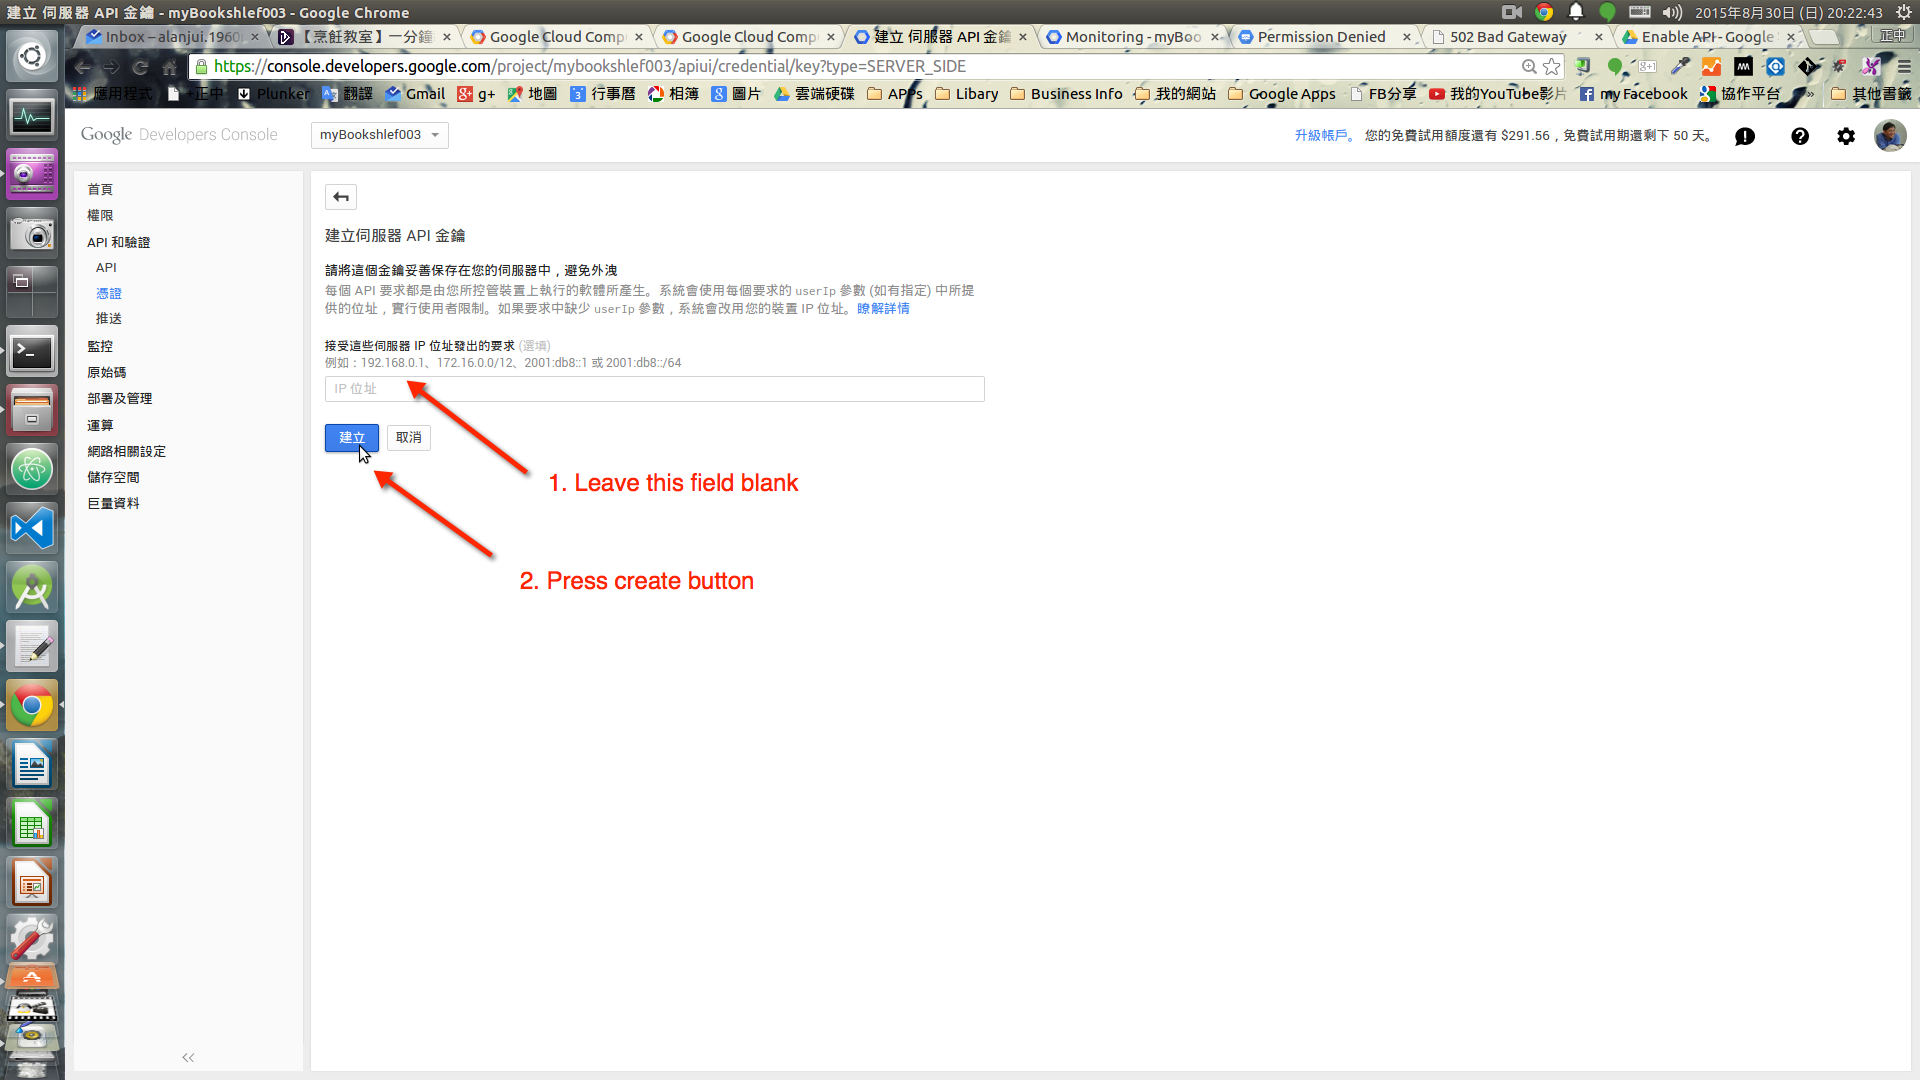 建立 伺服器 API 金鑰 - myBookshlef003 - Google Chrome
2015年8月30日 (日) 20:22:43
Inbox – alanjui.1960
【烹飪教室】一分鐘
Google Cloud Comp
Google Cloud Comp
建立 伺服器 API 金鑰
Monitoring - myBoo
Permission Denied
502 Bad Gateway
Enable API - Google
正中
https://console.developers.google.com/project/mybookshlef003/apiui/credential/key?type=SERVER_SIDE
應用程式
+正中
Plunker
翻譯
Gmail
g+
地圖
行事曆
相簿
圖片
雲端硬碟
APPs
Libary
Business Info
我的網站
Google Apps
FB分享
我的YouTube影片
my Facebook
協作平台
»
其他書籤
Google Developers Console
myBookshlef003
升級帳戶。 您的免費試用額度還有 $291.56，免費試用期還剩下 50 天。
首頁
權限
API 和驗證
API
憑證
推送
監控
原始碼
部署及管理
運算
網路相關設定
儲存空間
巨量資料
建立伺服器 API 金鑰
請將這個金鑰妥善保存在您的伺服器中，避免外洩
每個 API 要求都是由您所控管裝置上執行的軟體所產生。系統會使用每個要求的 userIp 參數 (如有指定) 中所提
供的位址，實行使用者限制。如果要求中缺少 userIp 參數，系統會改用您的裝置 IP 位址。瞭解詳情
接受這些伺服器 IP 位址發出的要求 (選填)
例如：192.168.0.1、172.16.0.0/12、2001:db8::1 或 2001:db8::/64
IP 位址
建立
取消
1. Leave this field blank
2. Press create button